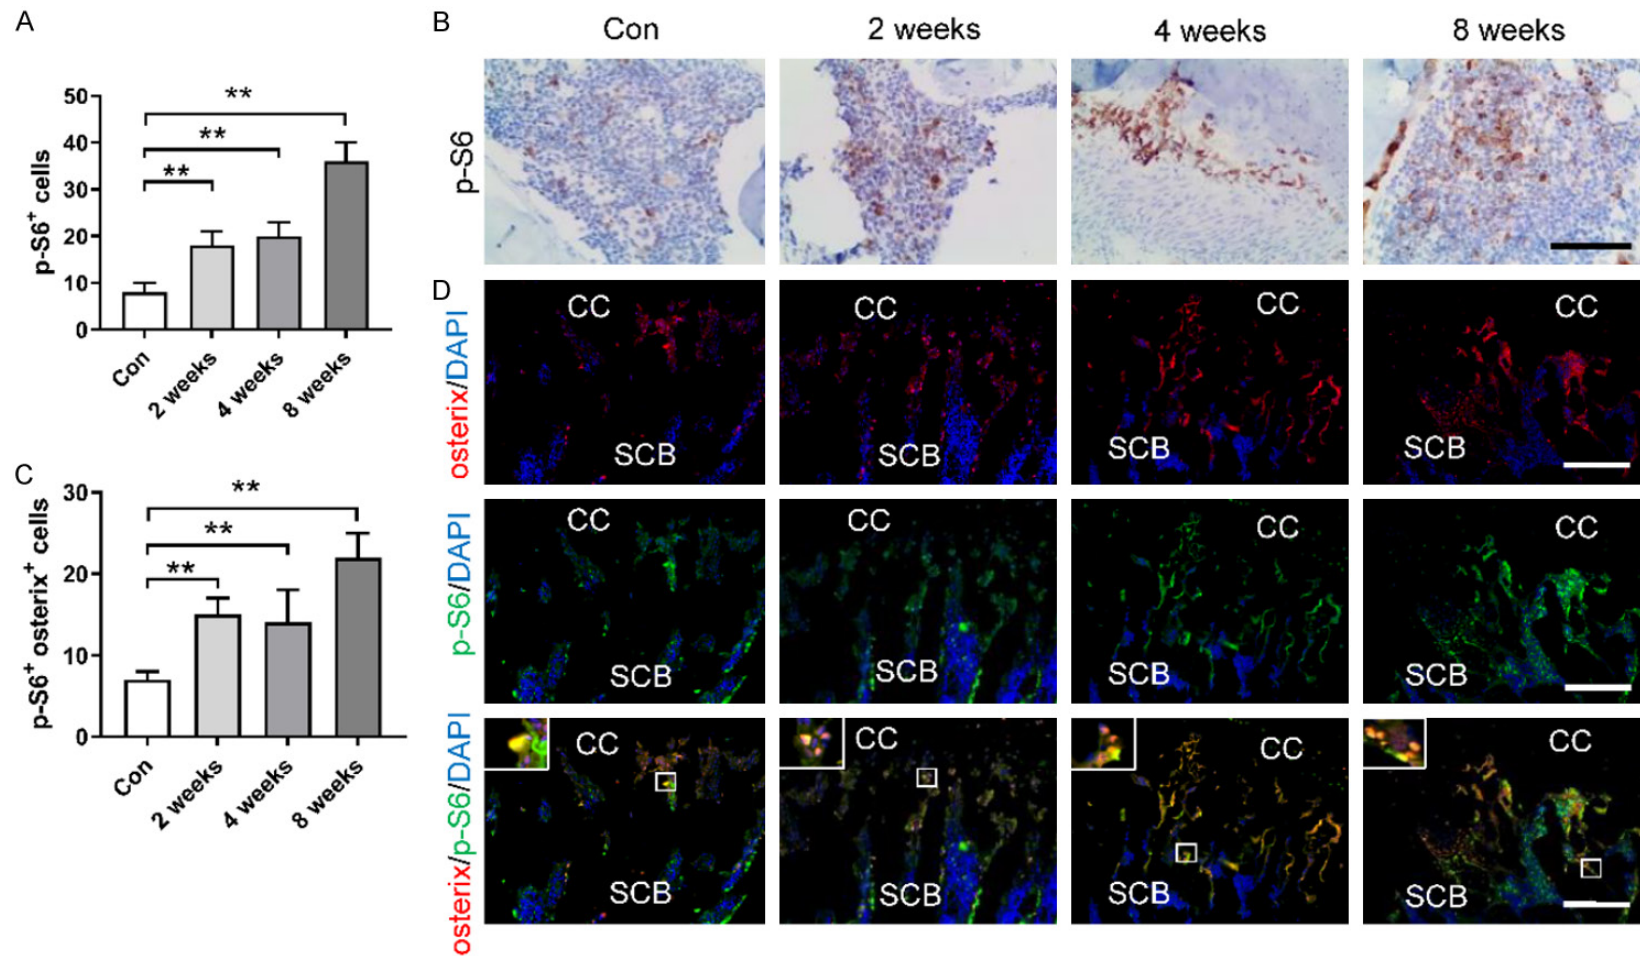 A
p-S6+ cells
50
40
30
20
10
0
**
**
**
Con
2 weeks
4 weeks
8 weeks
B
Con
2 weeks
4 weeks
8 weeks
p-S6
C
p-S6+ osterix+ cells
30
20
10
0
**
**
**
Con
2 weeks
4 weeks
8 weeks
D
osterix/DAPI
CC
SCB
CC
SCB
CC
SCB
CC
SCB
p-S6/DAPI
CC
SCB
CC
SCB
CC
SCB
CC
SCB
osterix/p-S6/DAPI
CC
SCB
CC
SCB
CC
SCB
CC
SCB